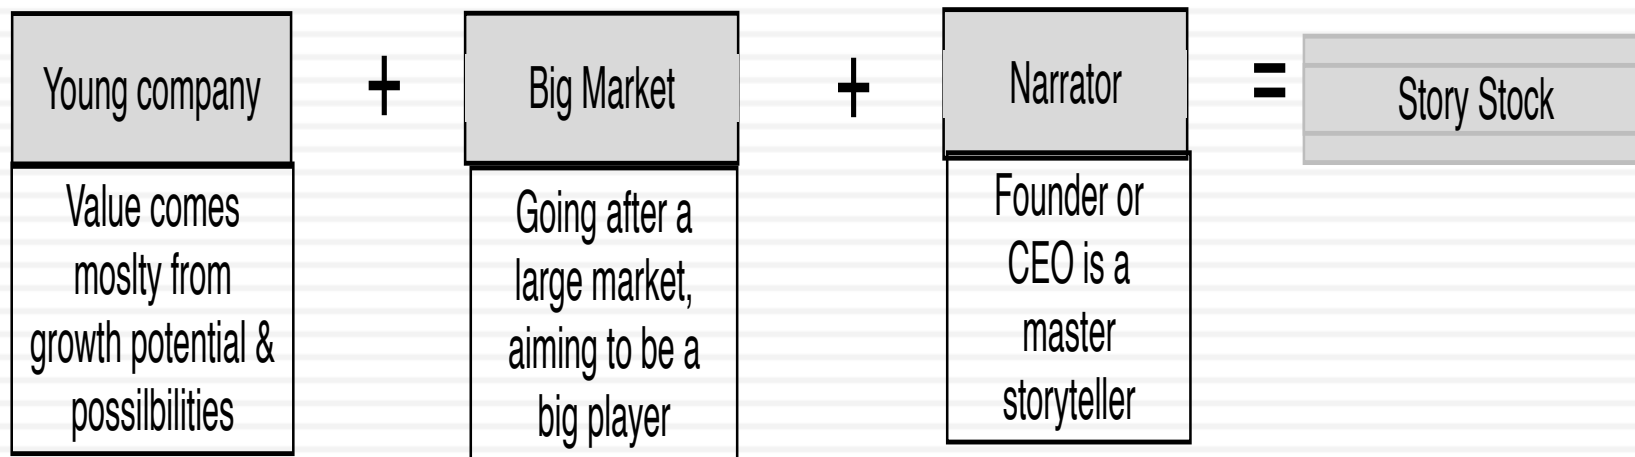 Young company
+
Big Market
+
Narrator
=
Story Stock
Value comes
moslty from
growth potential &
possilbilities
Going after a
large market,
aiming to be a
big player
Founder or
CEO is a
master
storyteller